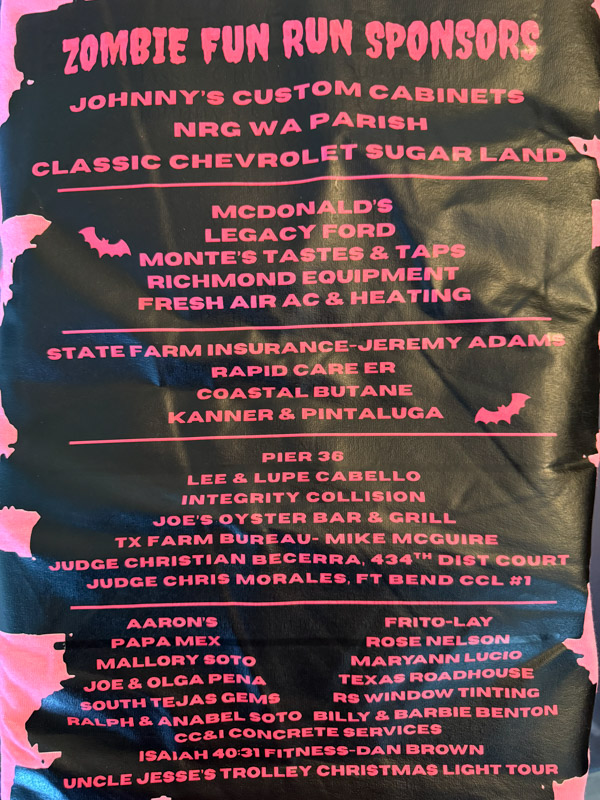 ZOMBIE FUN RUN SPONSORS
JOHNNY'S CUSTOM CABINETS
NRG WA PARISH
CLASSIC CHEVROLET SUGAR LAND
MCDONALD'S
LEGACY FORD
MONTE'S TASTES & TAPS
RICHMOND EQUIPMENT
FRESH AIR AC & HEATING
STATE FARM INSURANCE-JEREMY ADAMS
RAPID CARE ER
COASTAL BUTANE
KANNER & PINTALUGA
PIER 36
LEE & LUPE CABELLO
INTEGRITY COLLISION
JOE'S OYSTER BAR & GRILL
TX FARM BUREAU- MIKE MCGUIRE
JUDGE CHRISTIAN BECERRA, 434TH DIST COURT
JUDGE CHRIS MORALES, FT BEND CCL #1
AARON'S
PAPA MEX
MALLORY SOTO
JOE & OLGA PENA
SOUTH TEJAS GEMS
RALPH & ANABEL SOTO
FRITO-LAY
ROSE NELSON
MARYANN LUCIO
TEXAS ROADHOUSE
RS WINDOW TINTING
BILLY & BARBIE BENTON
CC&I CONCRETE SERVICES
ISAIAH 40:31 FITNESS-DAN BROWN
UNCLE JESSE'S TROLLEY CHRISTMAS LIGHT TOUR